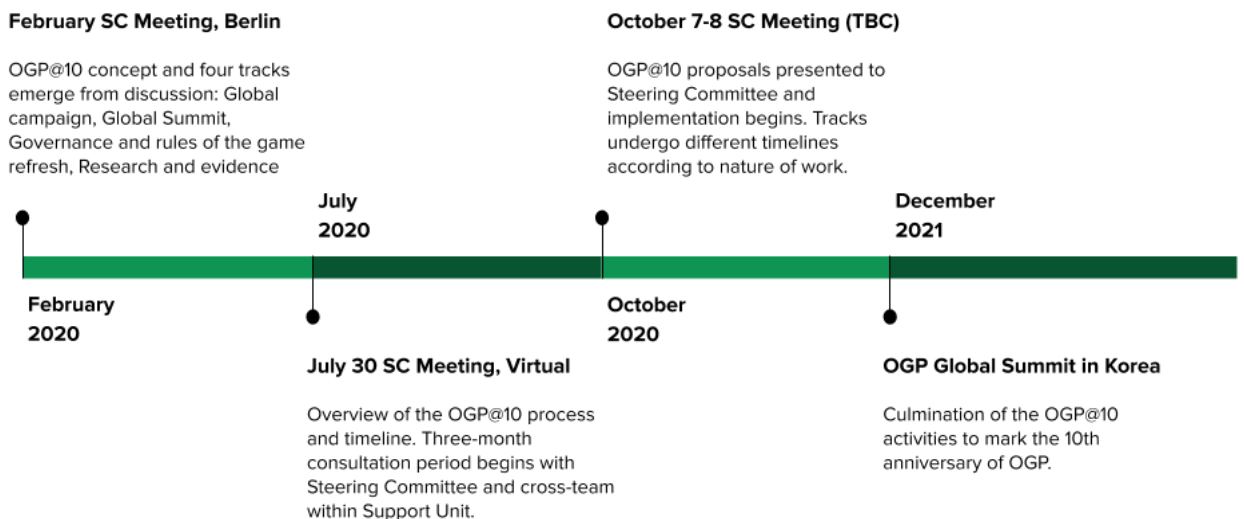 February SC Meeting, Berlin
OGP@10 concept and four tracks
emerge from discussion: Global
campaign, Global Summit,
Governance and rules of the game
refresh, Research and evidence
February
2020
July
2020
July 30 SC Meeting, Virtual
Overview of the OGP@10 process
and timeline. Three-month
consultation period begins with
Steering Committee and cross-team
within Support Unit.
October 7-8 SC Meeting (TBC)
OGP@10 proposals presented to
Steering Committee and
implementation begins. Tracks
undergo different timelines
according to nature of work.
October
2020
December
2021
OGP Global Summit in Korea
Culmination of the OGP@10
activities to mark the 10th
anniversary of OGP.